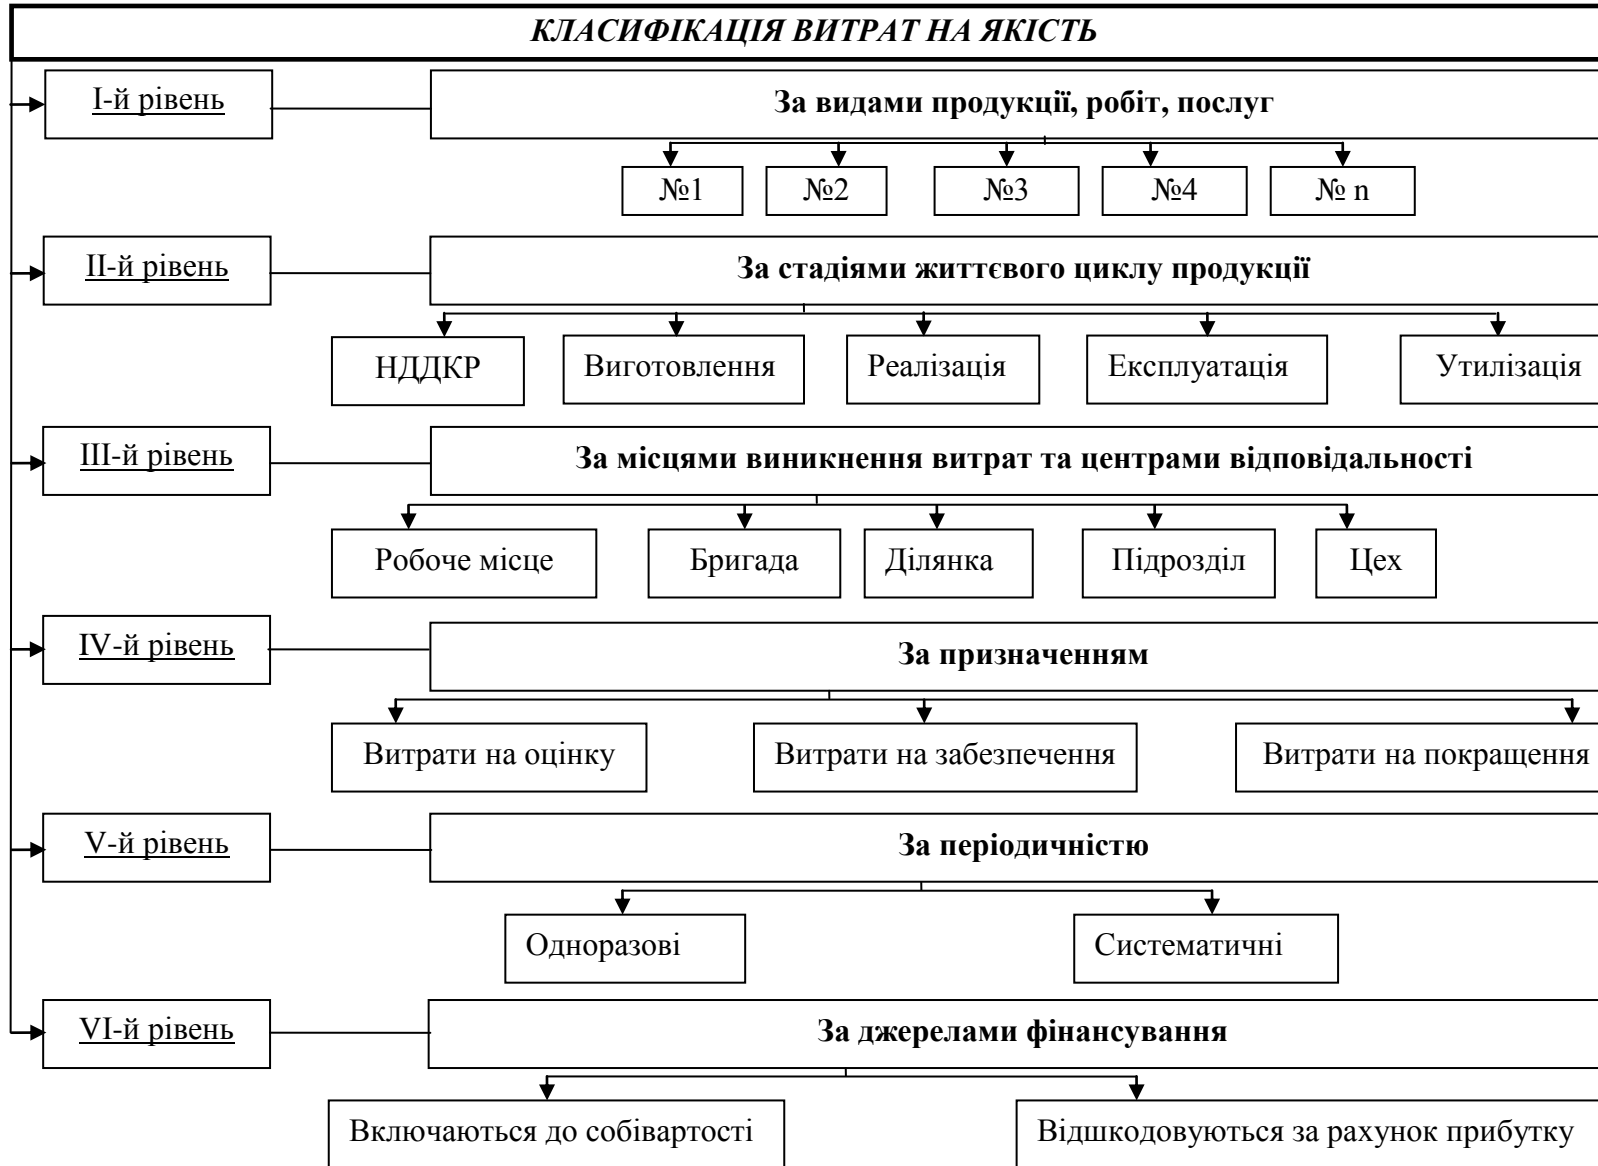 КЛАСИФІКАЦІЯ ВИТРАТ НА ЯКІСТЬ
І-й рівень
За видами продукції, робіт, послуг
№1
№2
№3
№4
№ n
ІІ-й рівень
За стадіями життєвого циклу продукції
НДДКР
Виготовлення
Реалізація
Експлуатація
Утилізація
ІІІ-й рівень
За місцями виникнення витрат та центрами відповідальності
Робоче місце
Бригада
Ділянка
Підрозділ
Цех
IV-й рівень
За призначенням
Витрати на оцінку
Витрати на забезпечення
Витрати на покращення
V-й рівень
За періодичністю
Одноразові
Систематичні
VІ-й рівень
За джерелами фінансування
Включаються до собівартості
Відшкодовуються за рахунок прибутку